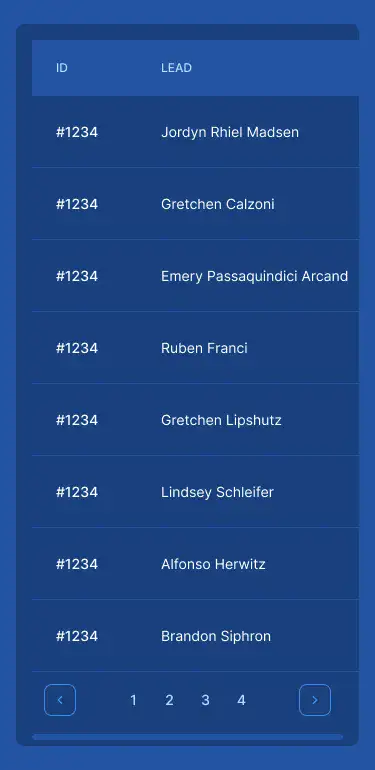 ID LEAD
#1234 Jordyn Rhiel Madsen
#1234 Gretchen Calzoni
#1234 Emery Passaquindici Arcand
#1234 Ruben Franci
#1234 Gretchen Lipshutz
#1234 Lindsey Schleifer
#1234 Alfonso Herwitz
#1234 Brandon Siphron
1 2 3 4